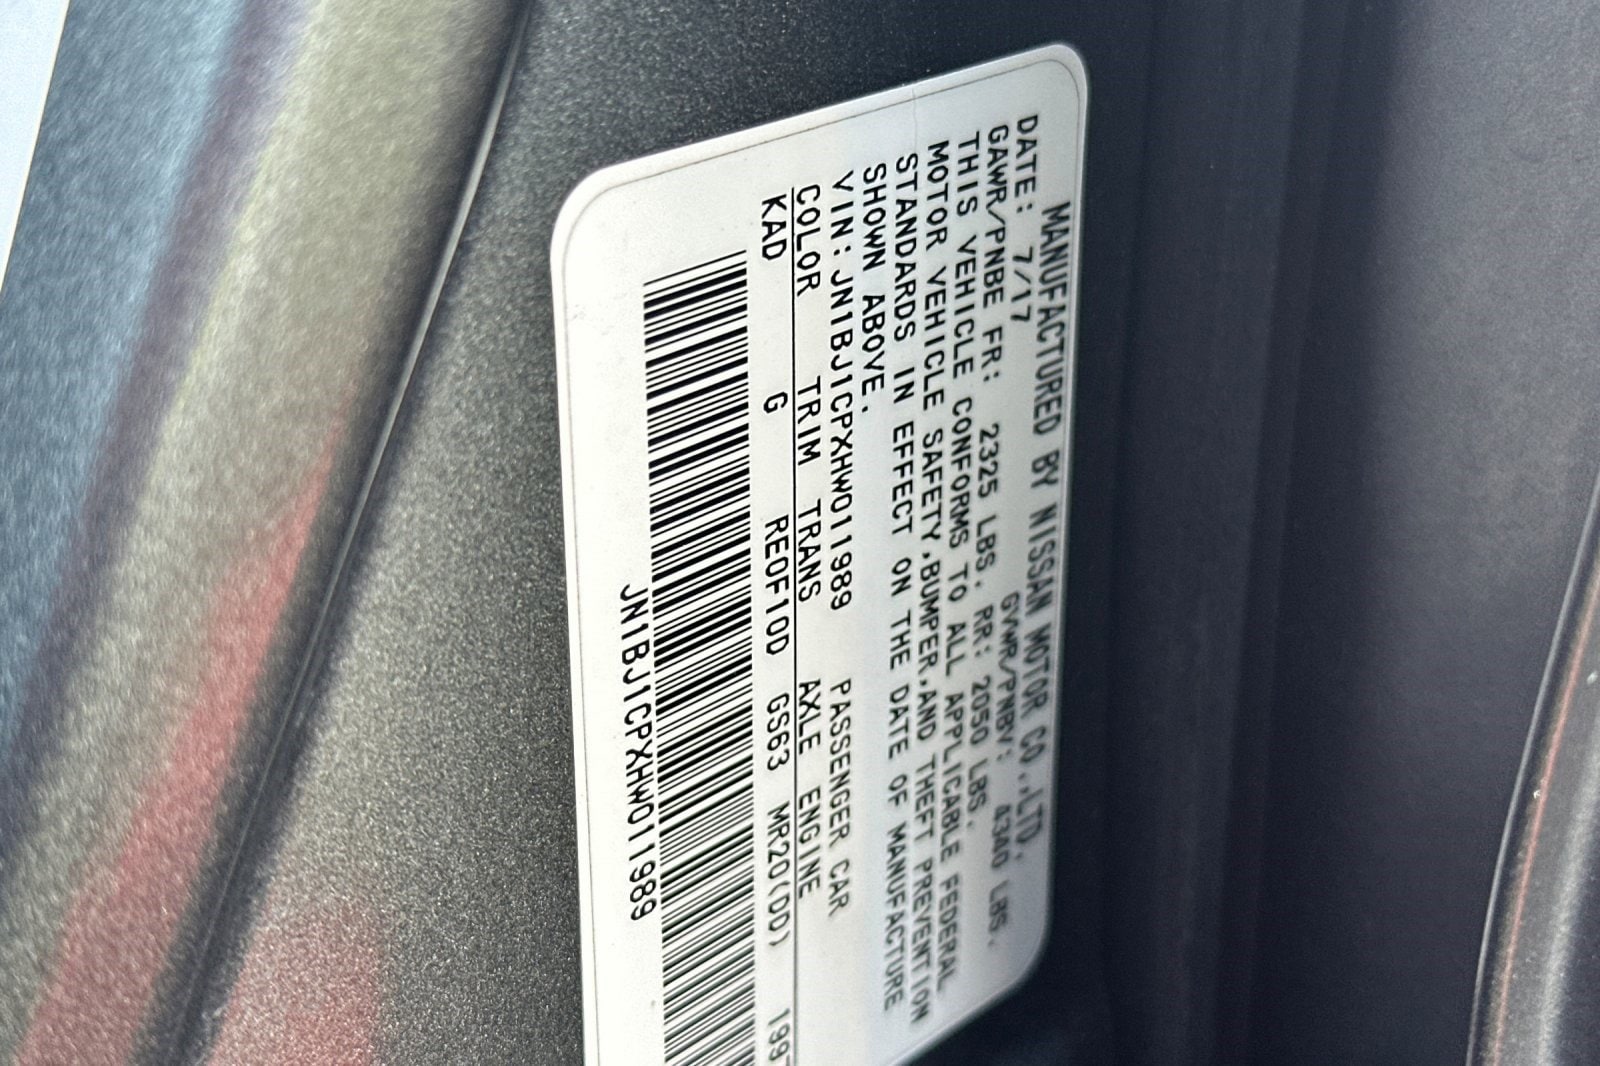 MANUFACTURED BY NISSAN MOTOR CO.,LTD.
DATE: 7/17 GVWR/PNBV: 4340 LBS.
GAWR/PNBE FR: 2325 LBS. RR: 2050 LBS.
THIS VEHICLE CONFORMS TO ALL APPLICABLE FEDERAL
MOTOR VEHICLE SAFETY,BUMPER,AND THEFT PREVENTION
STANDARDS IN EFFECT ON THE DATE OF MANUFACTURE
SHOWN ABOVE.
VIN:JN1BJ1CPXHW011989 PASSENGER CAR
COLOR TRIM TRANS AXLE ENGINE
KAD G RE0F10D GS63 MR20(DD) 1997
JN1BJ1CPXHW011989